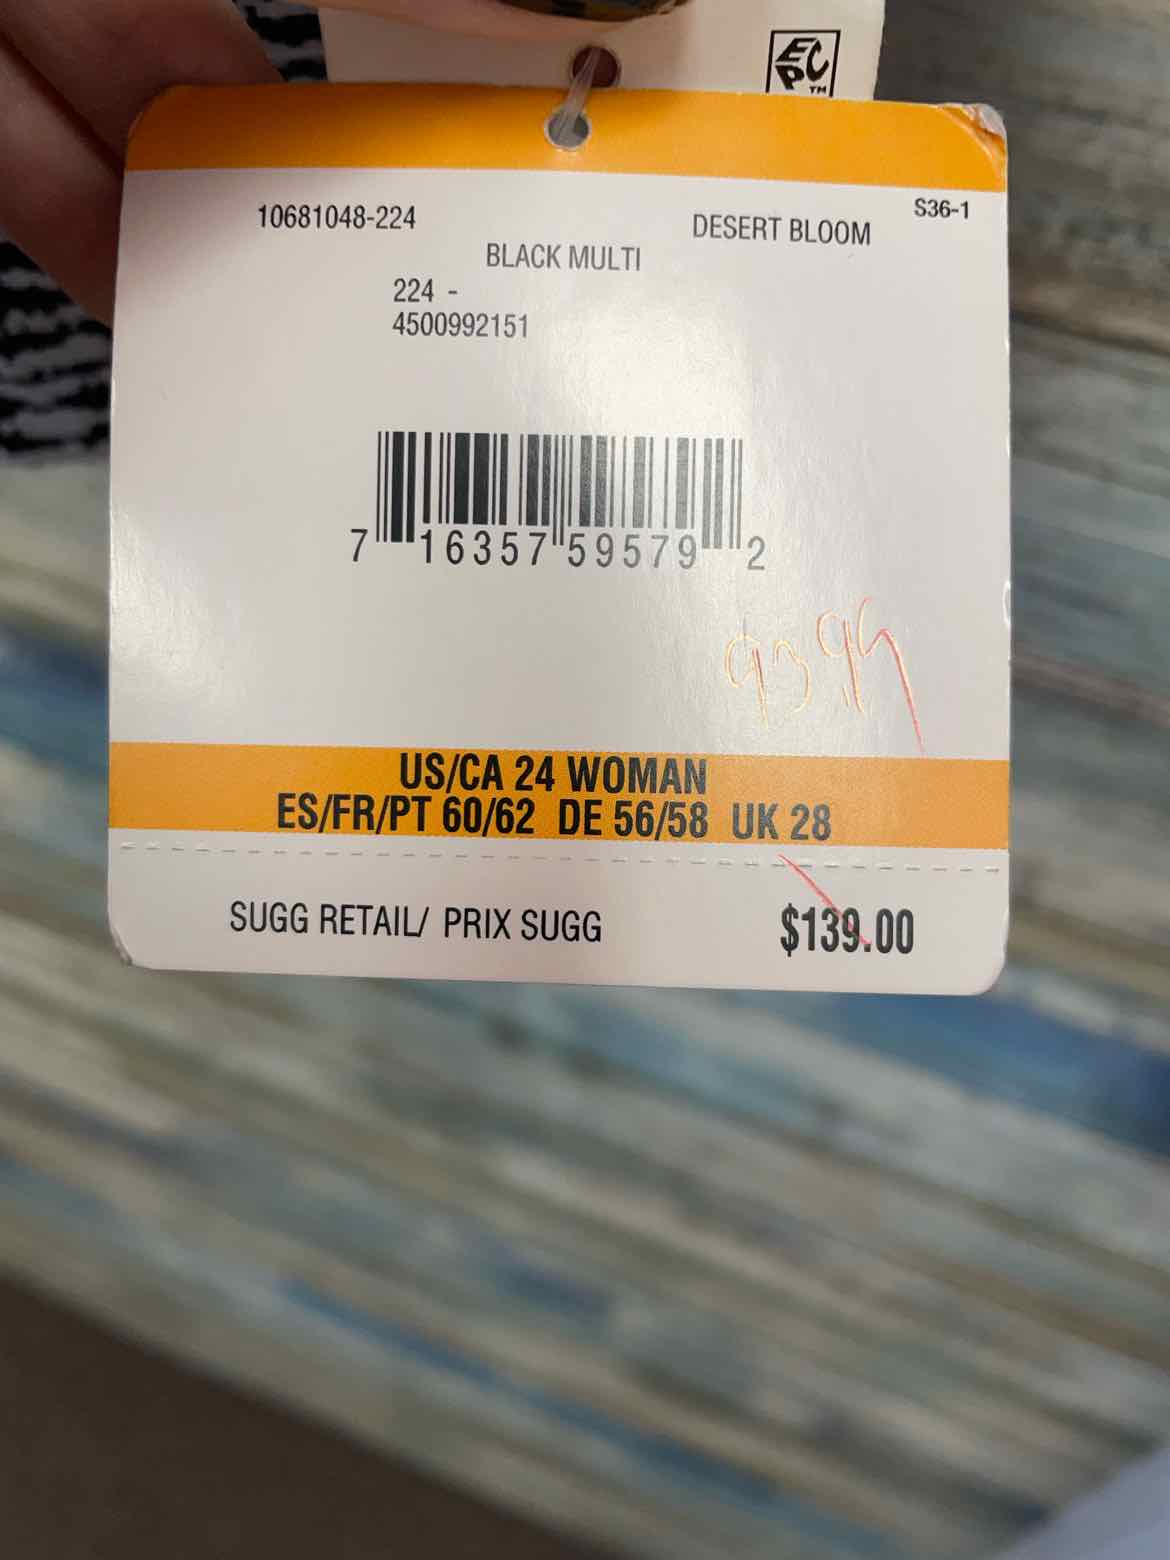 ECPC™
10681048-224
DESERT BLOOM
S36-1
BLACK MULTI
224 -
4500992151
7 16357 59579 2
93.99
US/CA 24 WOMAN
ES/FR/PT 60/62 DE 56/58 UK 28
SUGG RETAIL/ PRIX SUGG $139.00